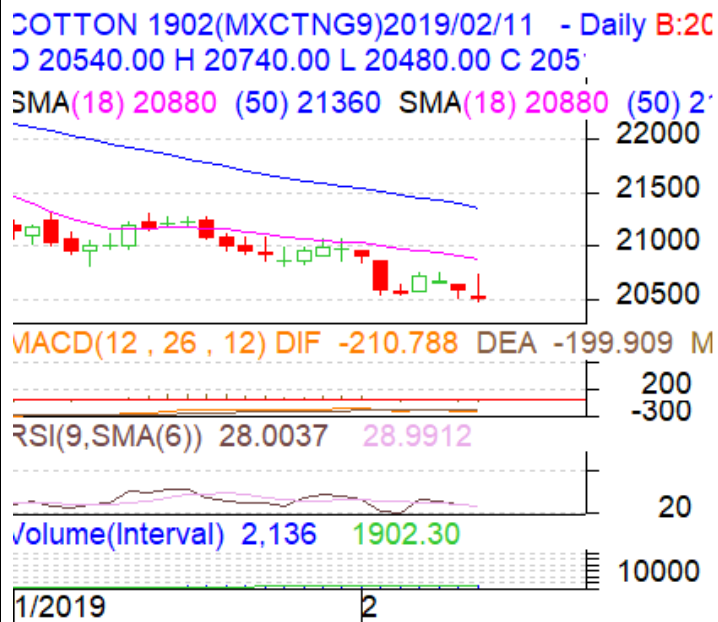 COTTON 1902(MXCTNG9)2019/02/11 - Daily B:20
O 20540.00 H 20740.00 L 20480.00 C 205
SMA(18) 20880 (50) 21360 SMA(18) 20880 (50) 21
22000
21500
21000
20500
MACD(12 , 26 , 12) DIF -210.788 DEA -199.909 M
200
-300
RSI(9,SMA(6)) 28.0037 28.9912
20
Volume(Interval) 2,136 1902.30
10000
1/2019 2